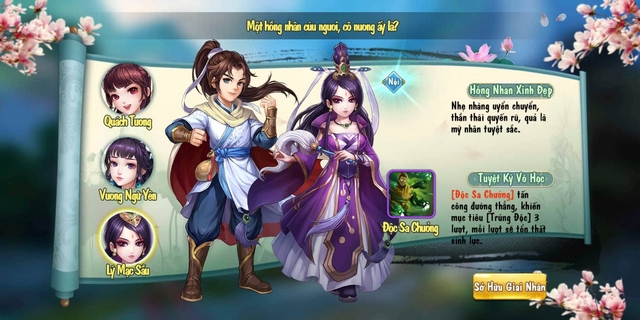 Một hồng nhan cứu người, cô nương ấy là?
Quách Tương
Vương Ngữ Yên
Lý Mạc Sầu
Nội
Độc Sa Chưởng
Hồng Nhan Xinh Đẹp
Nhẹ nhàng uyển chuyển,
thần thái quyến rũ, quả là
mỹ nhân tuyệt sắc.
Tuyệt Kỹ Võ Học
[Độc Sa Chưởng] tấn
công đường thẳng, khiến
mục tiêu [Trúng Độc] 3
lượt, mỗi lượt sẽ tổn thất
sinh lực.
Sở Hữu Giai Nhân